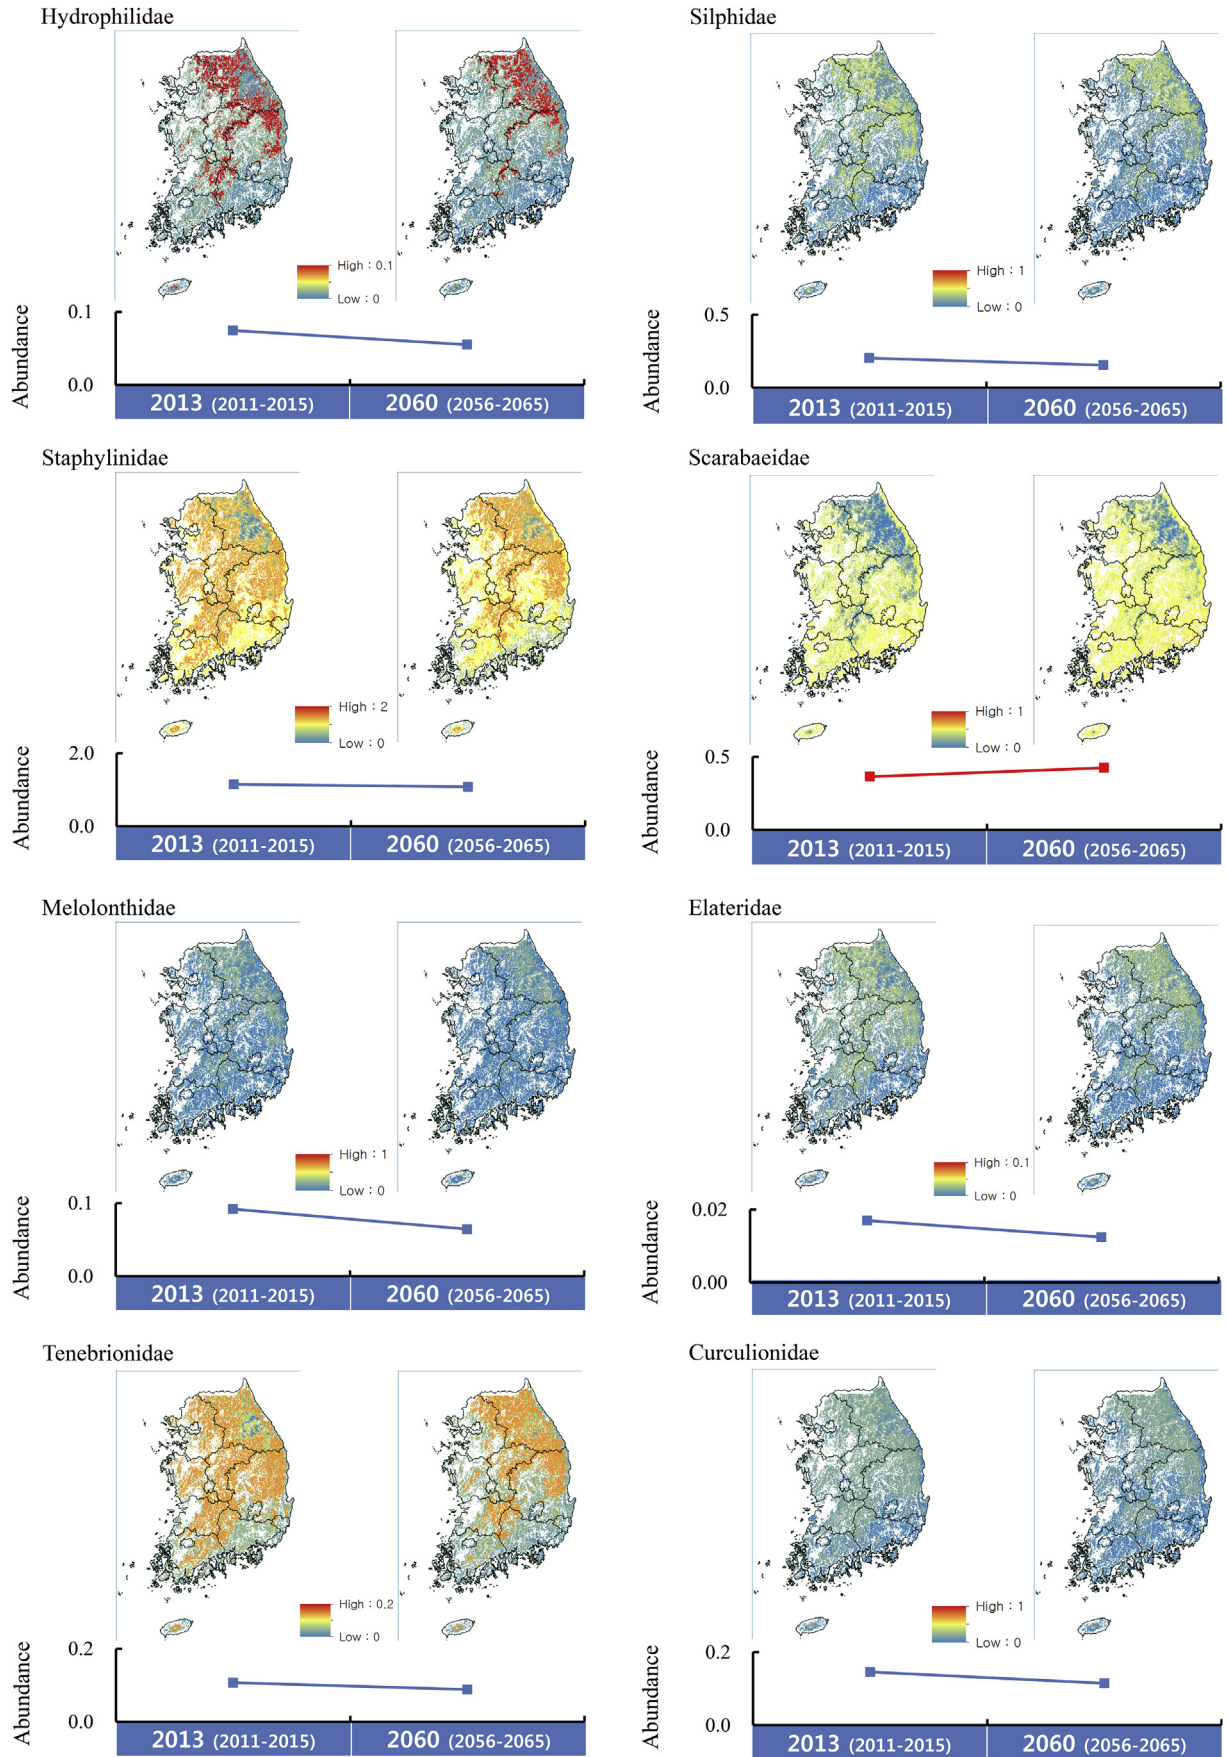 Hydrophilidae
High : 0.1
Low : 0
Abundance
0.1
0.0
2013 (2011-2015)
2060 (2056-2065)
Silphidae
High : 1
Low : 0
Abundance
0.5
0.0
2013 (2011-2015)
2060 (2056-2065)
Staphylinidae
High : 2
Low : 0
Abundance
2.0
0.0
2013 (2011-2015)
2060 (2056-2065)
Scarabaeidae
High : 1
Low : 0
Abundance
0.5
0.0
2013 (2011-2015)
2060 (2056-2065)
Melolonthidae
High : 1
Low : 0
Abundance
0.1
0.0
2013 (2011-2015)
2060 (2056-2065)
Elateridae
High : 0.1
Low : 0
Abundance
0.02
0.00
2013 (2011-2015)
2060 (2056-2065)
Tenebrionidae
High : 0.2
Low : 0
Abundance
0.2
0.0
2013 (2011-2015)
2060 (2056-2065)
Curculionidae
High : 1
Low : 0
Abundance
0.2
0.0
2013 (2011-2015)
2060 (2056-2065)